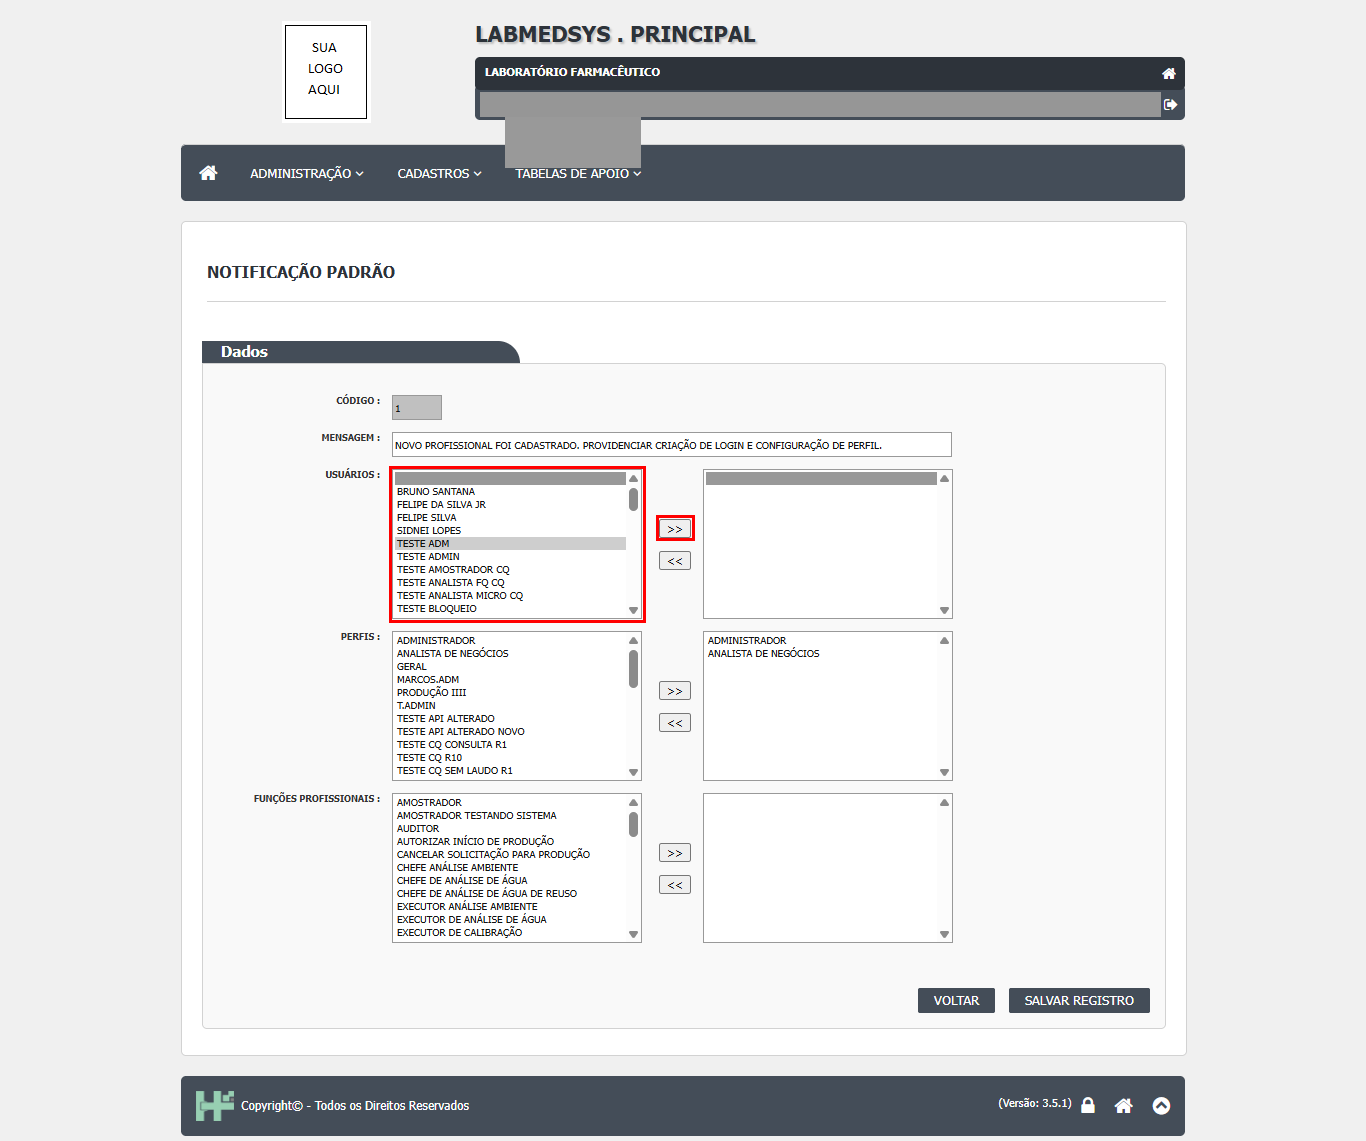 SUA
LOGO
AQUI
LABMEDSYS . PRINCIPAL
LABORATÓRIO FARMACÊUTICO
ADMINISTRAÇÃO
CADASTROS
TABELAS DE APOIO
NOTIFICAÇÃO PADRÃO
Dados
CÓDIGO :
1
MENSAGEM :
NOVO PROFISSIONAL FOI CADASTRADO. PROVIDENCIAR CRIAÇÃO DE LOGIN E CONFIGURAÇÃO DE PERFIL.
USUÁRIOS :
BRUNO SANTANA
FELIPE DA SILVA JR
FELIPE SILVA
SIDNEI LOPES
TESTE ADM
TESTE ADMIN
TESTE AMOSTRADOR CQ
TESTE ANALISTA FQ CQ
TESTE ANALISTA MICRO CQ
TESTE BLOQUEIO
>>
<<
PERFIS :
ADMINISTRADOR
ANALISTA DE NEGÓCIOS
GERAL
MARCOS.ADM
PRODUÇÃO IIII
T.ADMIN
TESTE API ALTERADO
TESTE API ALTERADO NOVO
TESTE CQ CONSULTA R1
TESTE CQ R10
TESTE CQ SEM LAUDO R1
>>
<<
ADMINISTRADOR
ANALISTA DE NEGÓCIOS
FUNÇÕES PROFISSIONAIS :
AMOSTRADOR
AMOSTRADOR TESTANDO SISTEMA
AUDITOR
AUTORIZAR INÍCIO DE PRODUÇÃO
CANCELAR SOLICITAÇÃO PARA PRODUÇÃO
CHEFE ANÁLISE AMBIENTE
CHEFE DE ANÁLISE DE ÁGUA
CHEFE DE ANÁLISE DE ÁGUA DE REUSO
EXECUTOR ANÁLISE AMBIENTE
EXECUTOR DE ANÁLISE DE ÁGUA
EXECUTOR DE CALIBRAÇÃO
>>
<<
VOLTAR
SALVAR REGISTRO
Copyright© - Todos os Direitos Reservados
(Versão: 3.5.1)